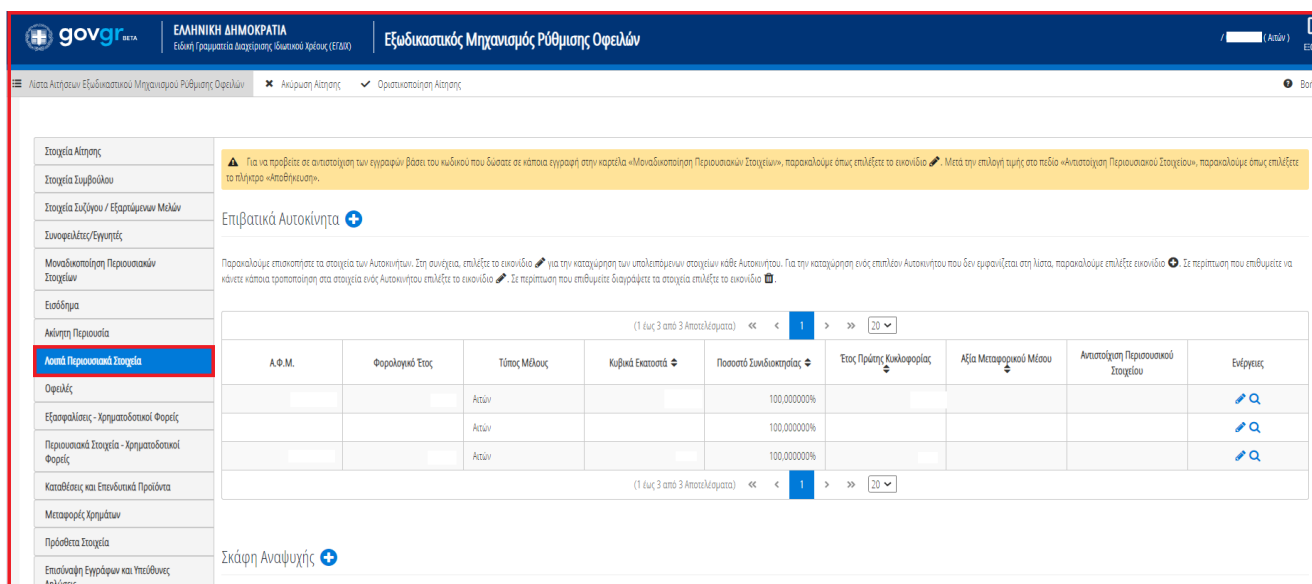 govgr BETA
ΕΛΛΗΝΙΚΗ ΔΗΜΟΚΡΑΤΙΑ
Ειδική Γραμματεία Διαχείρισης Ιδιωτικού Χρέους (ΕΓΔΙΧ)
Εξωδικαστικός Μηχανισμός Ρύθμισης Οφειλών
/ ( Αιτών )
Λίστα Αιτήσεων Εξωδικαστικού Μηχανισμού Ρύθμισης Οφειλών
Ακύρωση Αίτησης
Οριστικοποίηση Αίτησης
Στοιχεία Αίτησης
Στοιχεία Συμβούλου
Στοιχεία Συζύγου / Εξαρτώμενων Μελών
Συνοφειλέτες/Εγγυητές
Μοναδικοποίηση Περιουσιακών
Στοιχείων
Εισόδημα
Ακίνητη Περιουσία
Λοιπά Περιουσιακά Στοιχεία
Οφειλές
Εξασφαλίσεις - Χρηματοδοτικοί Φορείς
Περιουσιακά Στοιχεία - Χρηματοδοτικοί
Φορείς
Καταθέσεις και Επενδυτικά Προϊόντα
Μεταφορές Χρημάτων
Πρόσθετα Στοιχεία
Επισύναψη Εγγράφων και Υπεύθυνες
Για να προβείτε σε αντιστοίχιση των εγγραφών βάσει του κωδικού που δώσατε σε κάποια εγγραφή στην καρτέλα «Μοναδικοποίηση Περιουσιακών Στοιχείων», παρακαλούμε όπως επιλέξετε το εικονίδιο . Μετά την επιλογή τιμής στο πεδίο «Αντιστοίχιση Περιουσιακού Στοιχείου», παρακαλούμε όπως επιλέξετε
το πλήκτρο «Αποθήκευση».
Επιβατικά Αυτοκίνητα
Παρακαλούμε επισκοπήστε τα στοιχεία των Αυτοκινήτων. Στη συνέχεια, επιλέξτε το εικονίδιο για την καταχώρηση των υπολειπόμενων στοιχείων κάθε Αυτοκινήτου. Για την καταχώρηση ενός επιπλέον Αυτοκινήτου που δεν εμφανίζεται στη λίστα, παρακαλούμε επιλέξτε εικονίδιο . Σε περίπτωση που επιθυμείτε να
κάνετε κάποια τροποποίηση στα στοιχεία ενός Αυτοκινήτου επιλέξτε το εικονίδιο . Σε περίπτωση που επιθυμείτε διαγράψετε τα στοιχεία επιλέξτε το εικονίδιο .
(1 έως 3 από 3 Αποτελέσματα) 1 20
Α.Φ.Μ. Φορολογικό Έτος Τύπος Μέλους Κυβικά Εκατοστά Ποσοστό Συνιδιοκτησίας Έτος Πρώτης Κυκλοφορίας Αξία Μεταφορικού Μέσου Αντιστοίχιση Περιουσιακού Στοιχείου Ενέργειες
Αιτών 100,000000%
Αιτών 100,000000%
Αιτών 100,000000%
(1 έως 3 από 3 Αποτελέσματα) 1 20
Σκάφη Αναψυχής